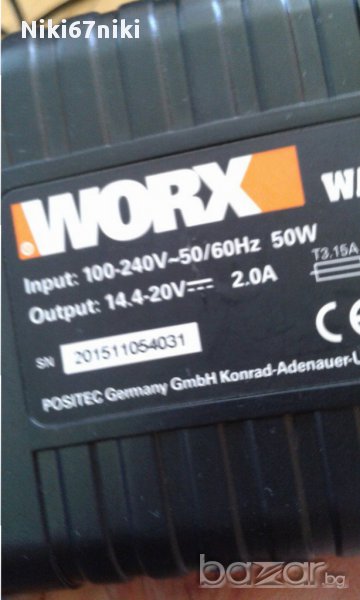 Niki67niki
WORX
®
Input: 100-240V~50/60Hz 50W
T3.15A
Output: 14.4-20V⎓ 2.0A
CE
SN 201511054031
POSITEC Germany GmbH Konrad-Adenauer-U
bazar.bg